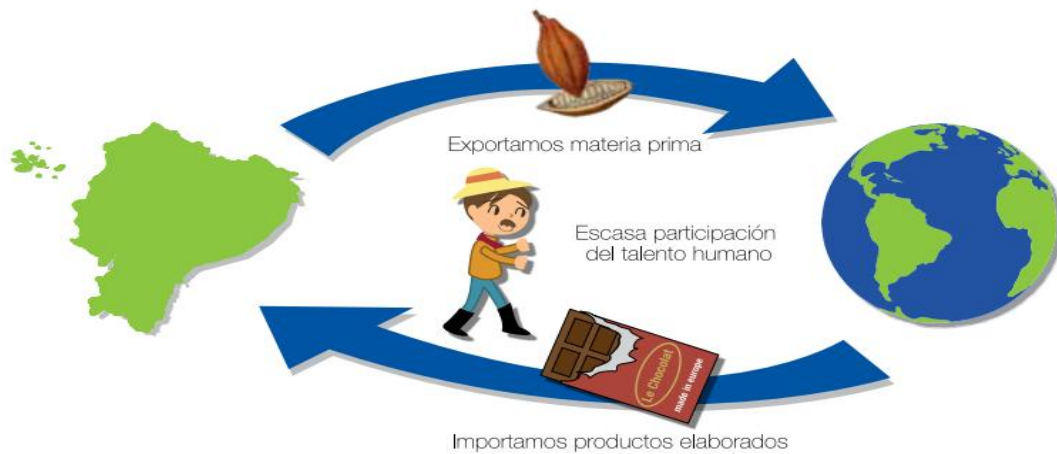 Exportamos materia prima
Escasa participación
del talento humano
Le Chocolat
made in europe
Importamos productos elaborados